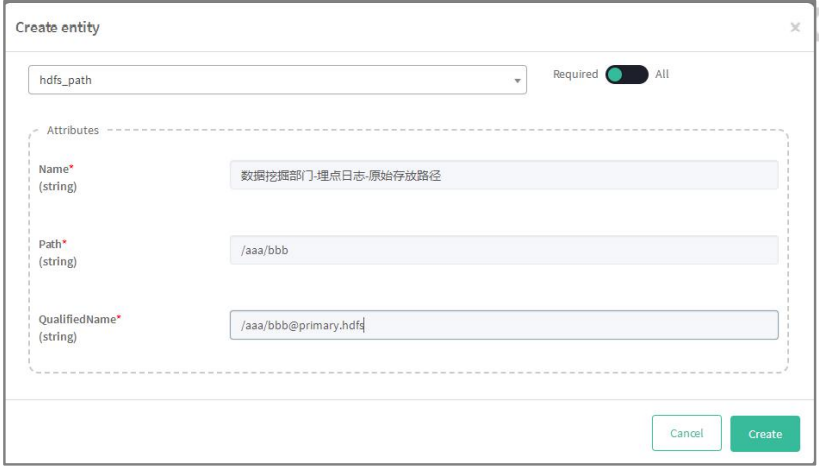 Create entity
×
hdfs_path
Required All
Attributes
Name*
(string)
数据挖掘部门-埋点日志-原始存放路径
Path*
(string)
/aaa/bbb
QualifiedName*
(string)
/aaa/bbb@primary.hdfs
Cancel
Create